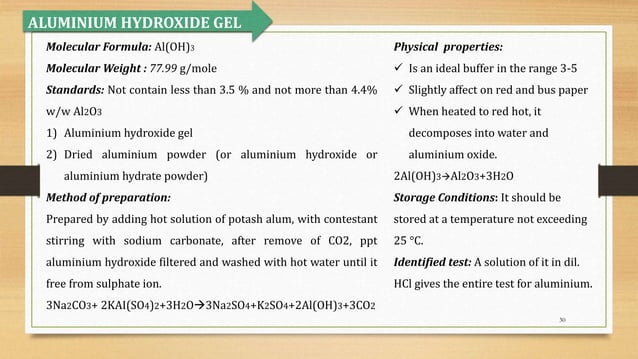 ALUMINIUM HYDROXIDE GEL
Molecular Formula: Al(OH)3
Molecular Weight : 77.99 g/mole
Standards: Not contain less than 3.5 % and not more than 4.4%
w/w Al2O3
1) Aluminium hydroxide gel
2) Dried aluminium powder (or aluminium hydroxide or
aluminium hydrate powder)
Method of preparation:
Prepared by adding hot solution of potash alum, with contestant
stirring with sodium carbonate, after remove of CO2, ppt
aluminium hydroxide filtered and washed with hot water until it
free from sulphate ion.
3Na2CO3+ 2KAI(SO4)2+3H2O→3Na2SO4+K2SO4+2Al(OH)3+3CO2
Physical properties:
✓ Is an ideal buffer in the range 3-5
✓ Slightly affect on red and bus paper
✓ When heated to red hot, it
decomposes into water and
aluminium oxide.
2Al(OH)3→Al2O3+3H2O
Storage Conditions: It should be
stored at a temperature not exceeding
25 °C.
Identified test: A solution of it in dil.
HCl gives the entire test for aluminium.
30